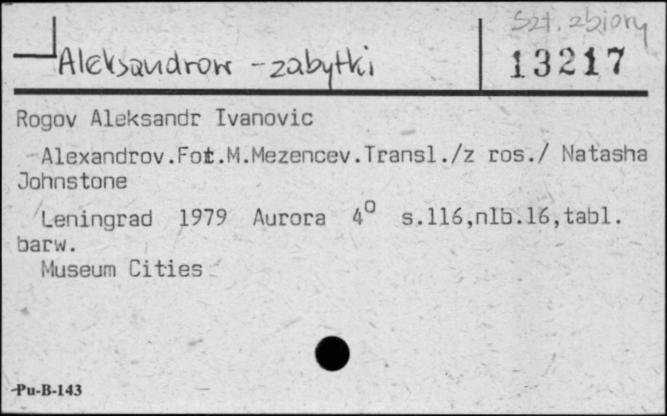 Szt. zbiory
Aleksandrow - zabytki
13217
Rogov Aleksandr Ivanovic
Alexandrov.Fot.M.Mezencev.Transl./z ros./ Natasha
Johnstone
Leningrad 1979 Aurora 4° s.116,nlb.16,tabl.
barw.
Museum Cities
Pu-B-143